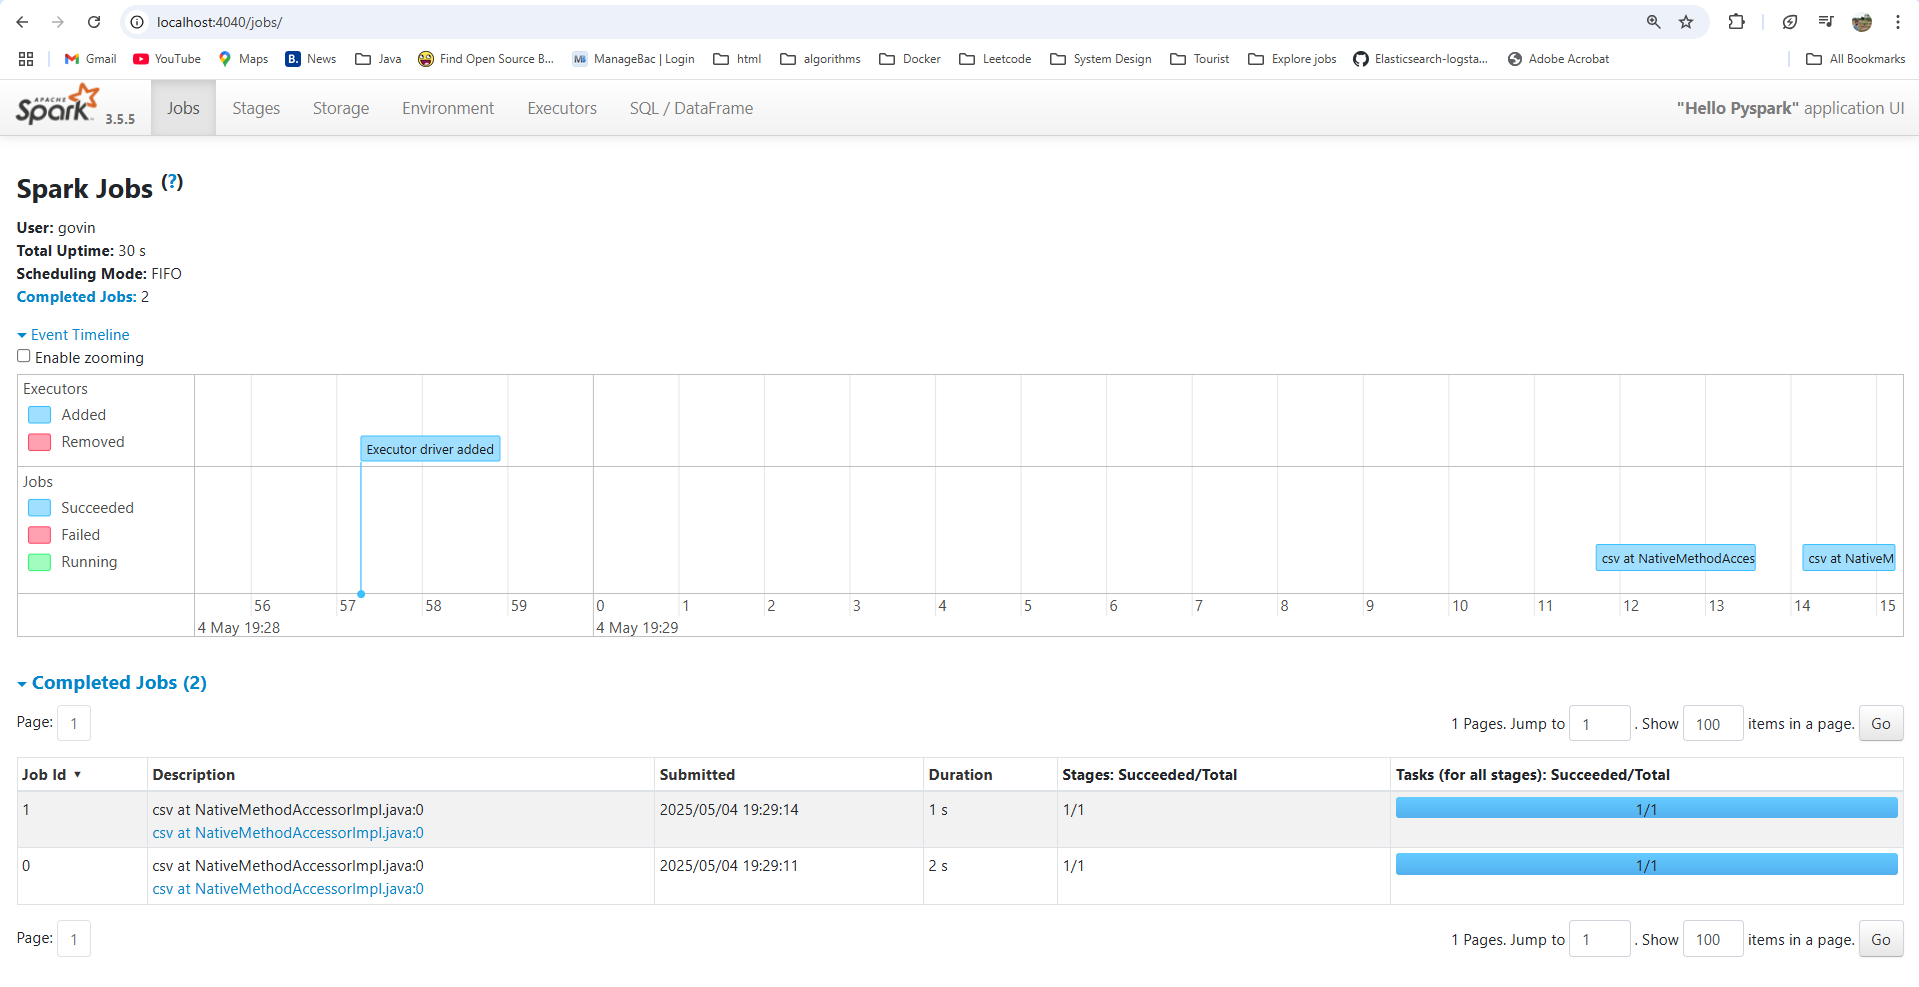 localhost:4040/jobs/
Gmail YouTube Maps B. News Java Find Open Source B... MB ManageBac | Login html algorithms Docker Leetcode System Design Tourist Explore jobs Elasticsearch-logsta... Adobe Acrobat All Bookmarks
APACHE Spark 3.5.5 Jobs Stages Storage Environment Executors SQL / DataFrame "Hello Pyspark" application UI
Spark Jobs (?)
User: govin
Total Uptime: 30 s
Scheduling Mode: FIFO
Completed Jobs: 2
Event Timeline
Enable zooming
Executors
Added
Removed
Executor driver added
Jobs
Succeeded
Failed
Running
csv at NativeMethodAcces csv at NativeM
56 57 58 59 0 1 2 3 4 5 6 7 8 9 10 11 12 13 14 15
4 May 19:28 4 May 19:29
Completed Jobs (2)
Page: 1 1 Pages. Jump to 1 . Show 100 items in a page. Go
Job Id ▼ Description Submitted Duration Stages: Succeeded/Total Tasks (for all stages): Succeeded/Total
1 csv at NativeMethodAccessorImpl.java:0 2025/05/04 19:29:14 1 s 1/1 1/1
csv at NativeMethodAccessorImpl.java:0
0 csv at NativeMethodAccessorImpl.java:0 2025/05/04 19:29:11 2 s 1/1 1/1
csv at NativeMethodAccessorImpl.java:0
Page: 1 1 Pages. Jump to 1 . Show 100 items in a page. Go